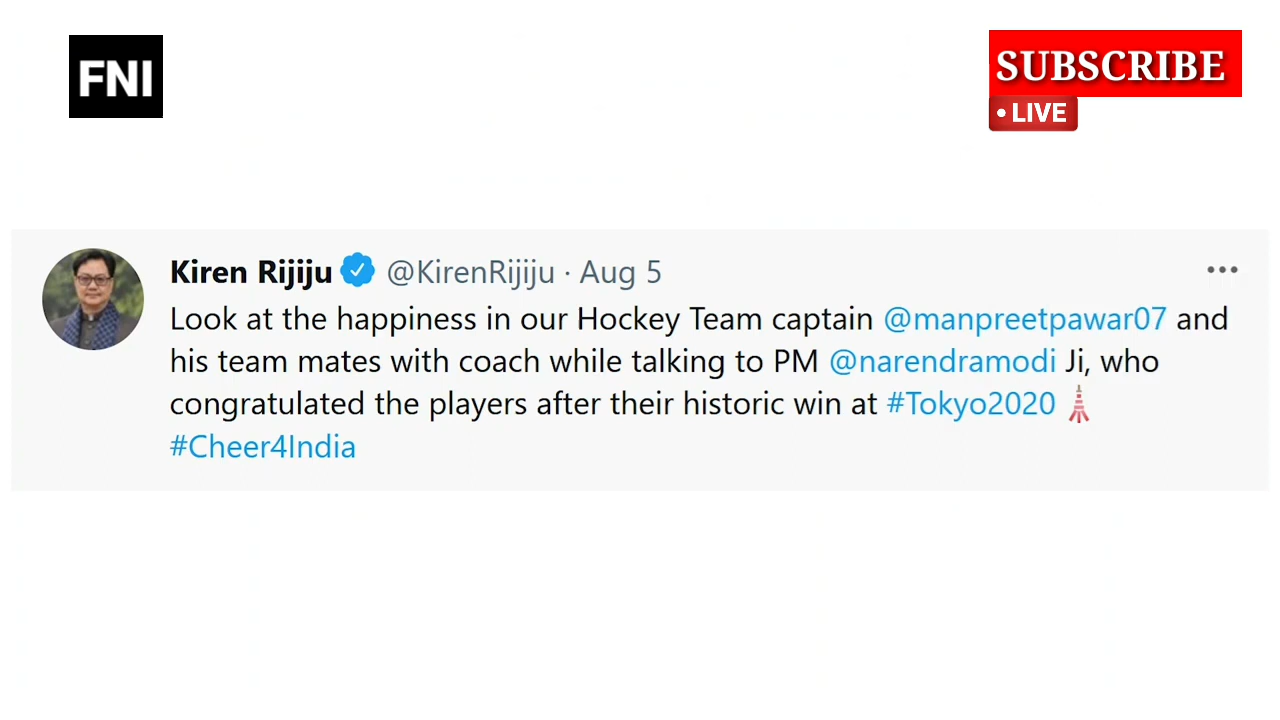 FNI
SUBSCRIBE
• LIVE
Kiren Rijiju @KirenRijiju · Aug 5
Look at the happiness in our Hockey Team captain @manpreetpawar07 and
his team mates with coach while talking to PM @narendramodi Ji, who
congratulated the players after their historic win at #Tokyo2020 🗼
#Cheer4India